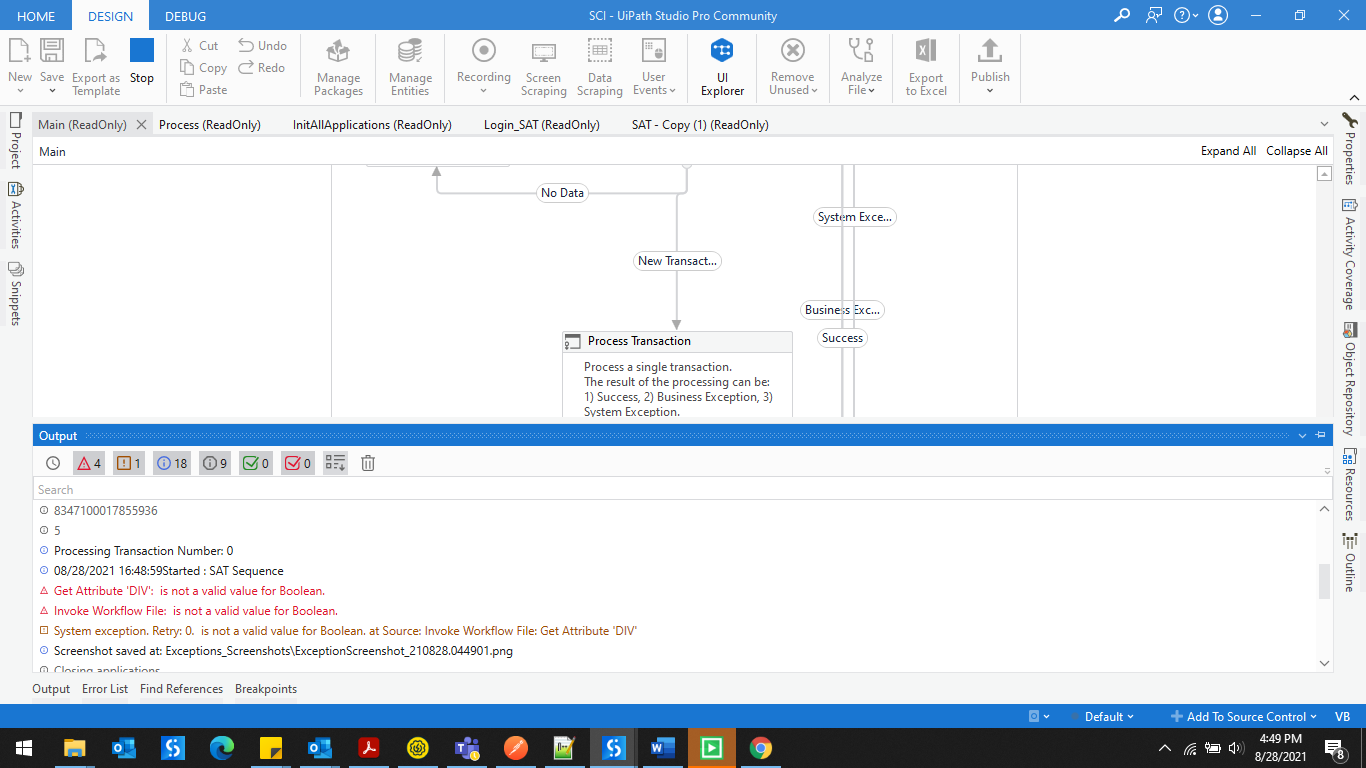 HOME DESIGN DEBUG SCI - UiPath Studio Pro Community
New Save Export as Template Stop
Cut Undo
Copy Redo
Paste
Manage Packages
Manage Entities
Recording
Screen Scraping
Data Scraping
User Events
UI Explorer
Remove Unused
Analyze File
Export to Excel
Publish
Main (ReadOnly) Process (ReadOnly) InitAllApplications (ReadOnly) Login_SAT (ReadOnly) SAT - Copy (1) (ReadOnly)
Main Expand All Collapse All
Project
Activities
Snippets
No Data
System Exce...
New Transact...
Business Exc...
Success
Process Transaction
Process a single transaction.
The result of the processing can be:
1) Success, 2) Business Exception, 3)
System Exception.
Properties
Activity Coverage
Object Repository
Resources
Outline
Output
4 1 18 9 0 0
Search
8347100017855936
5
Processing Transaction Number: 0
08/28/2021 16:48:59Started : SAT Sequence
Get Attribute 'DIV':  is not a valid value for Boolean.
Invoke Workflow File:  is not a valid value for Boolean.
System exception. Retry: 0.  is not a valid value for Boolean. at Source: Invoke Workflow File: Get Attribute 'DIV'
Screenshot saved at: Exceptions_Screenshots\ExceptionScreenshot_210828.044901.png
Closing applications...
Output Error List Find References Breakpoints
Default Add To Source Control VB
4:49 PM
8/28/2021
8